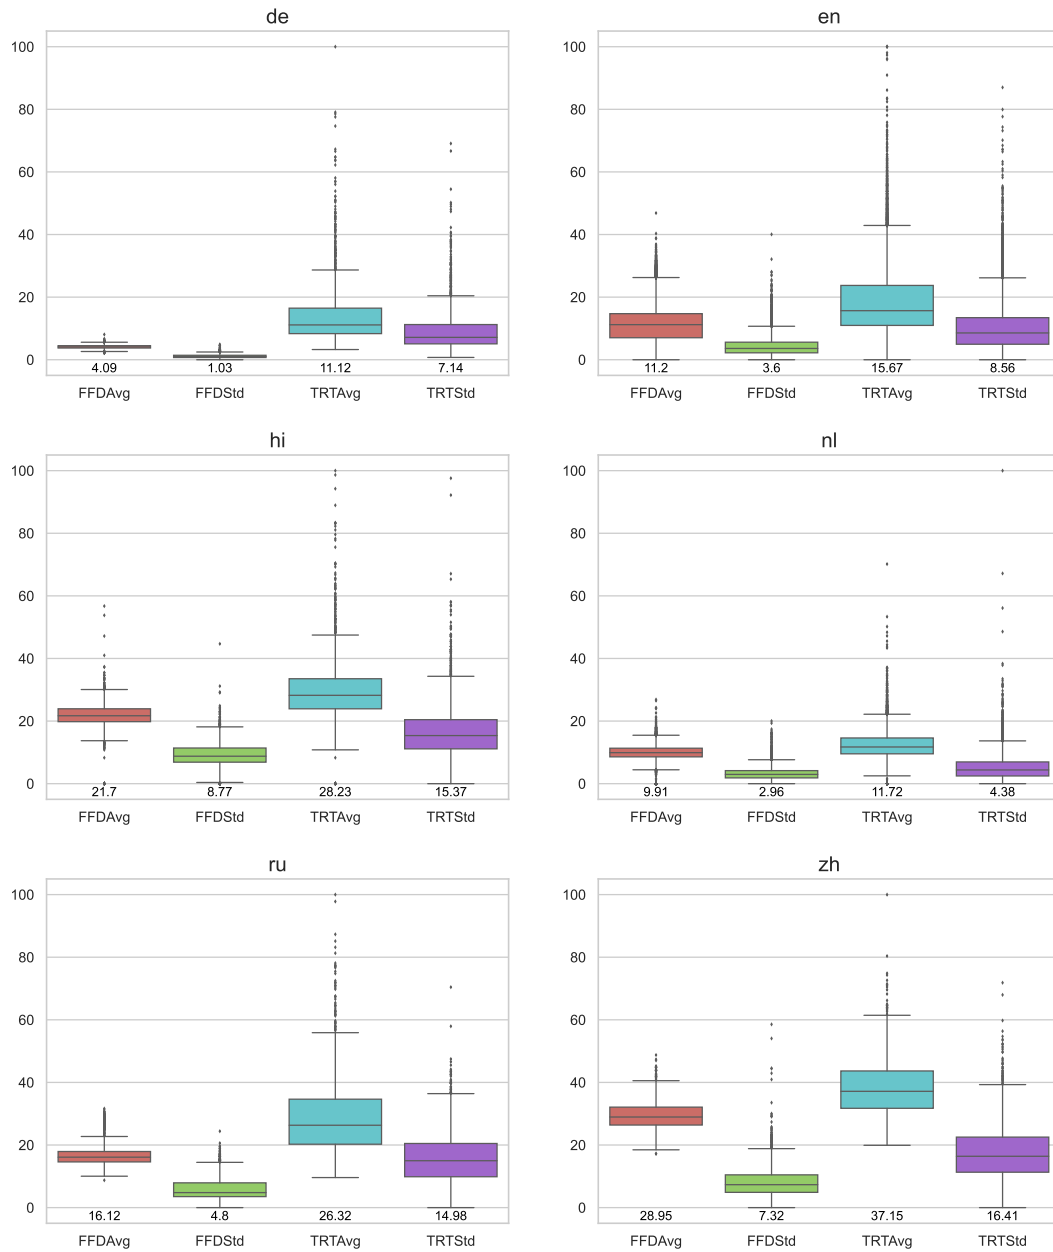 de
en
100
80
60
40
20
0
4.09 1.03 11.12 7.14
FFDAvg FFDStd TRTAvg TRTStd
100
80
60
40
20
0
11.2 3.6 15.67 8.56
FFDAvg FFDStd TRTAvg TRTStd
hi
nl
100
80
60
40
20
0
21.7 8.77 28.23 15.37
FFDAvg FFDStd TRTAvg TRTStd
100
80
60
40
20
0
9.91 2.96 11.72 4.38
FFDAvg FFDStd TRTAvg TRTStd
ru
zh
100
80
60
40
20
0
16.12 4.8 26.32 14.98
FFDAvg FFDStd TRTAvg TRTStd
100
80
60
40
20
0
28.95 7.32 37.15 16.41
FFDAvg FFDStd TRTAvg TRTStd